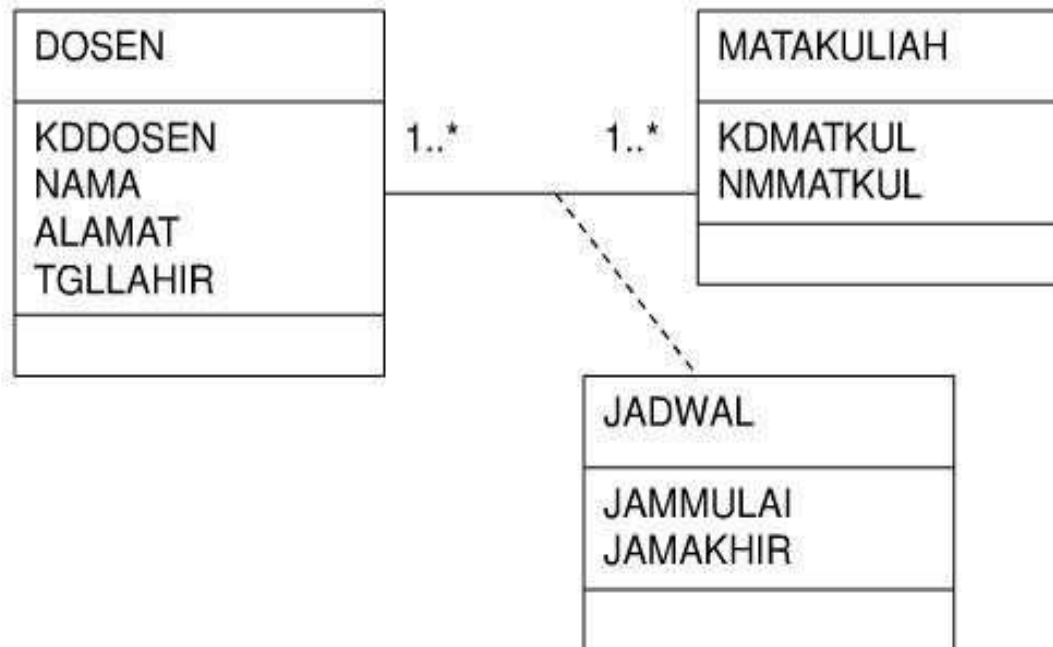 DOSEN
KDDOSEN
NAMA
ALAMAT
TGLLAHIR
1..*
1..*
MATAKULIAH
KDMATKUL
NMMATKUL
JADWAL
JAMMULAI
JAMAKHIR